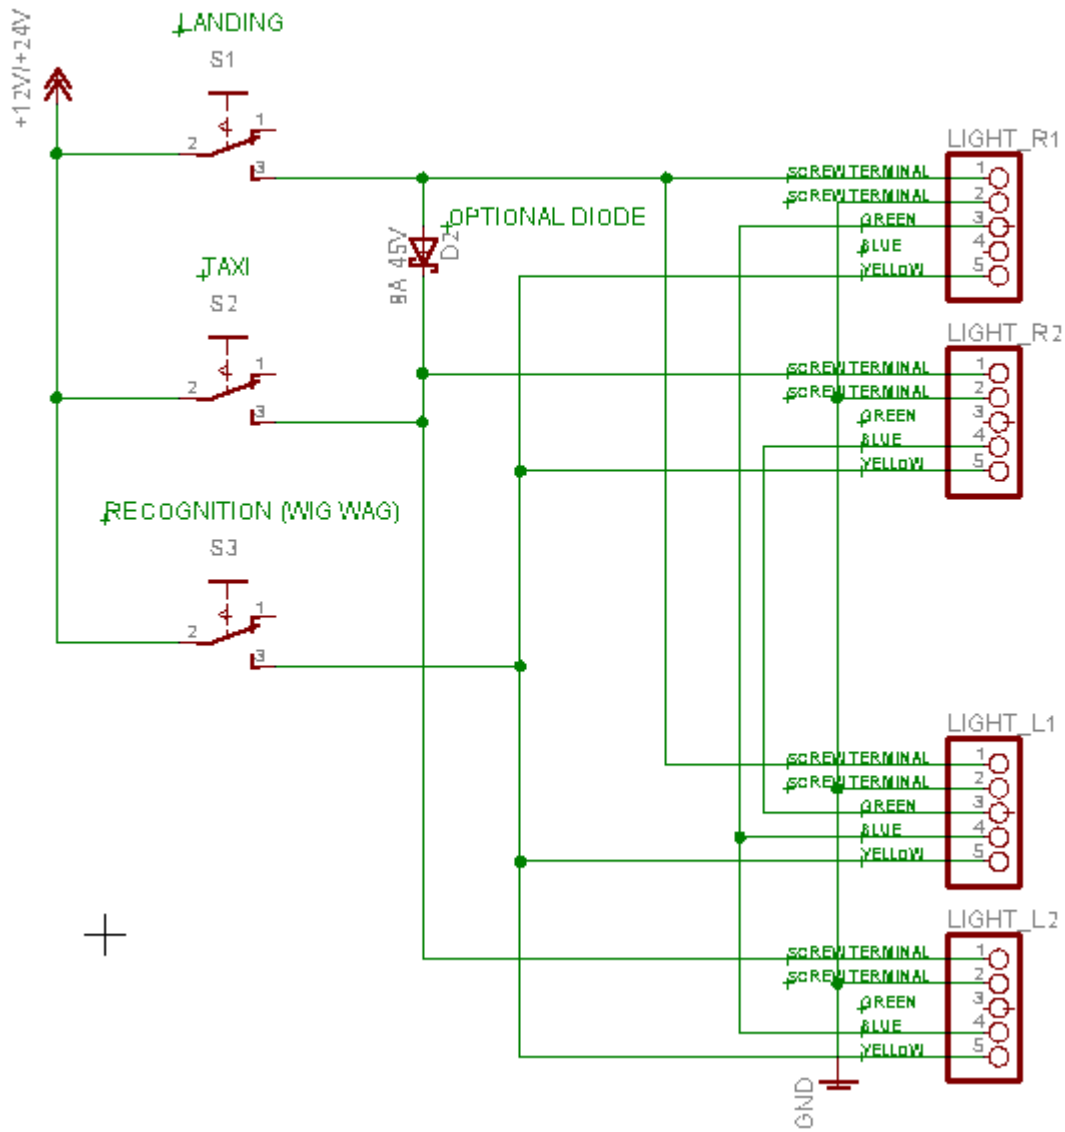 +12V/+24V
LANDING
S1
1
2
3
OPTIONAL DIODE
D2
8A 45V
TAXI
S2
1
2
3
RECOGNITION (WIG WAG)
S3
1
2
3
LIGHT_R1
SCREWTERMINAL 1
SCREWTERMINAL 2
GREEN 3
BLUE 4
YELLOW 5
LIGHT_R2
SCREWTERMINAL 1
SCREWTERMINAL 2
GREEN 3
BLUE 4
YELLOW 5
LIGHT_L1
SCREWTERMINAL 1
SCREWTERMINAL 2
GREEN 3
BLUE 4
YELLOW 5
LIGHT_L2
SCREWTERMINAL 1
SCREWTERMINAL 2
GREEN 3
BLUE 4
YELLOW 5
GND